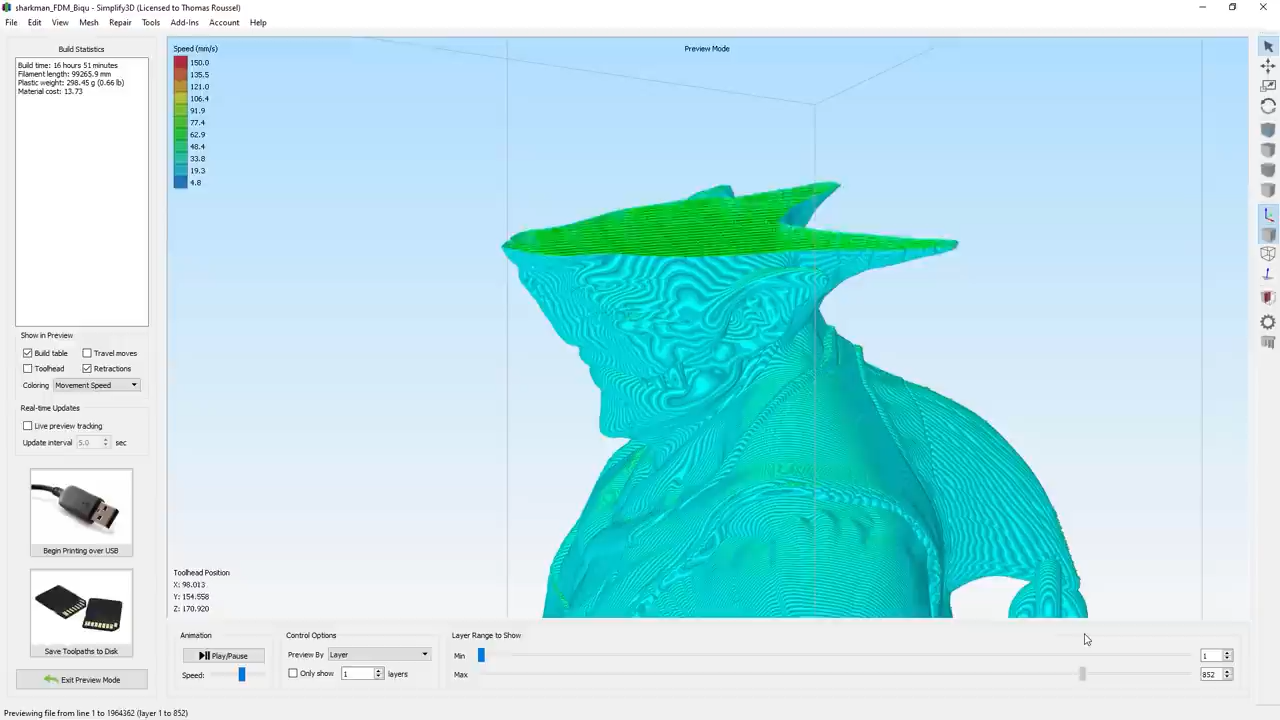 sharkman_FDM_Biqu - Simplify3D (Licensed to Thomas Roussel)
File Edit View Mesh Repair Tools Add-Ins Account Help
Build Statistics
Build time: 16 hours 51 minutes
Filament length: 99265.9 mm
Plastic weight: 298.45 g (0.66 lb)
Material cost: 13.73
Show in Preview
Build table Travel moves
Toolhead Retractions
Coloring Movement Speed
Real-time Updates
Live preview tracking
Update interval 5.0 sec
Begin Printing over USB
Save Toolpaths to Disk
Exit Preview Mode
Speed (mm/s)
150.0
135.5
121.0
106.4
91.9
77.4
62.9
48.4
33.8
19.3
4.8
Preview Mode
Toolhead Position
X: 98.013
Y: 154.558
Z: 170.920
Animation
Play/Pause
Speed:
Control Options
Preview By Layer
Only show 1 layers
Layer Range to Show
Min 1
Max 852
Previewing file from line 1 to 1964362 (layer 1 to 852)